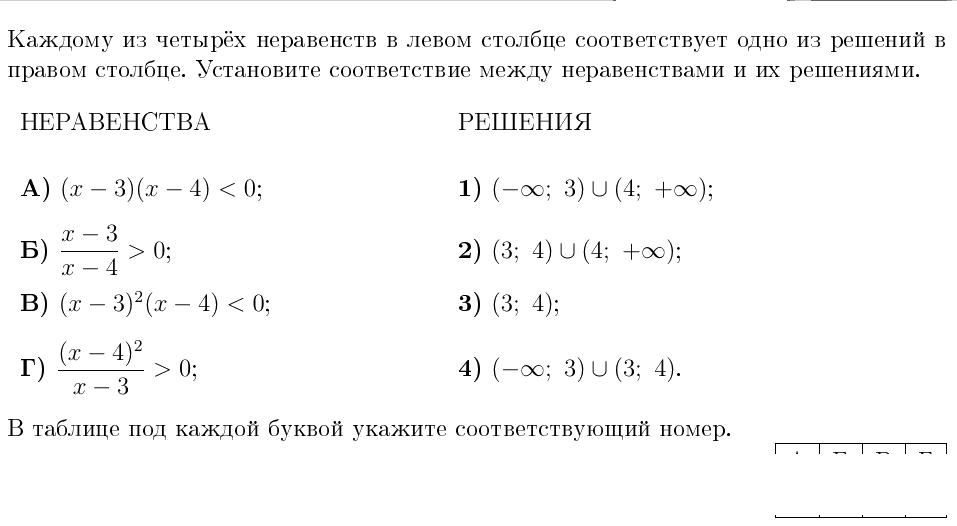 Каждому из четырёх неравенств в левом столбце соответствует одно из решений в
правом столбце. Установите соответствие между неравенствами и их решениями.
НЕРАВЕНСТВА РЕШЕНИЯ
А) (x − 3)(x − 4) < 0; 1) (−∞; 3) ∪ (4; +∞);
Б) \frac{x − 3}{x − 4} > 0; 2) (3; 4) ∪ (4; +∞);
В) (x − 3)²(x − 4) < 0; 3) (3; 4);
Г) \frac{(x − 4)²}{x − 3} > 0; 4) (−∞; 3) ∪ (3; 4).
В таблице под каждой буквой укажите соответствующий номер.